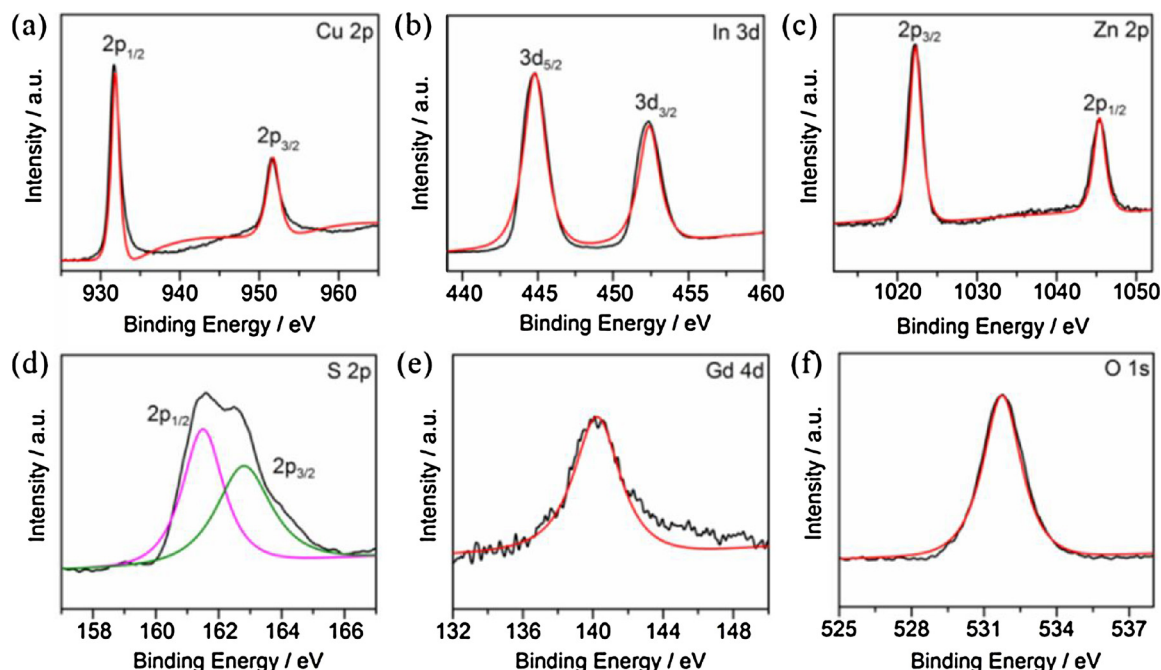 (a) Cu 2p
2p1/2
2p3/2
Intensity / a.u.
930 940 950 960
Binding Energy / eV
(b) In 3d
3d5/2
3d3/2
Intensity / a.u.
440 445 450 455 460
Binding Energy / eV
(c) Zn 2p
2p3/2
2p1/2
Intensity / a.u.
1020 1030 1040 1050
Binding Energy / eV
(d) S 2p
2p1/2
2p3/2
Intensity / a.u.
158 160 162 164 166
Binding Energy / eV
(e) Gd 4d
Intensity / a.u.
132 136 140 144 148
Binding Energy / eV
(f) O 1s
Intensity / a.u.
525 528 531 534 537
Binding Energy / eV